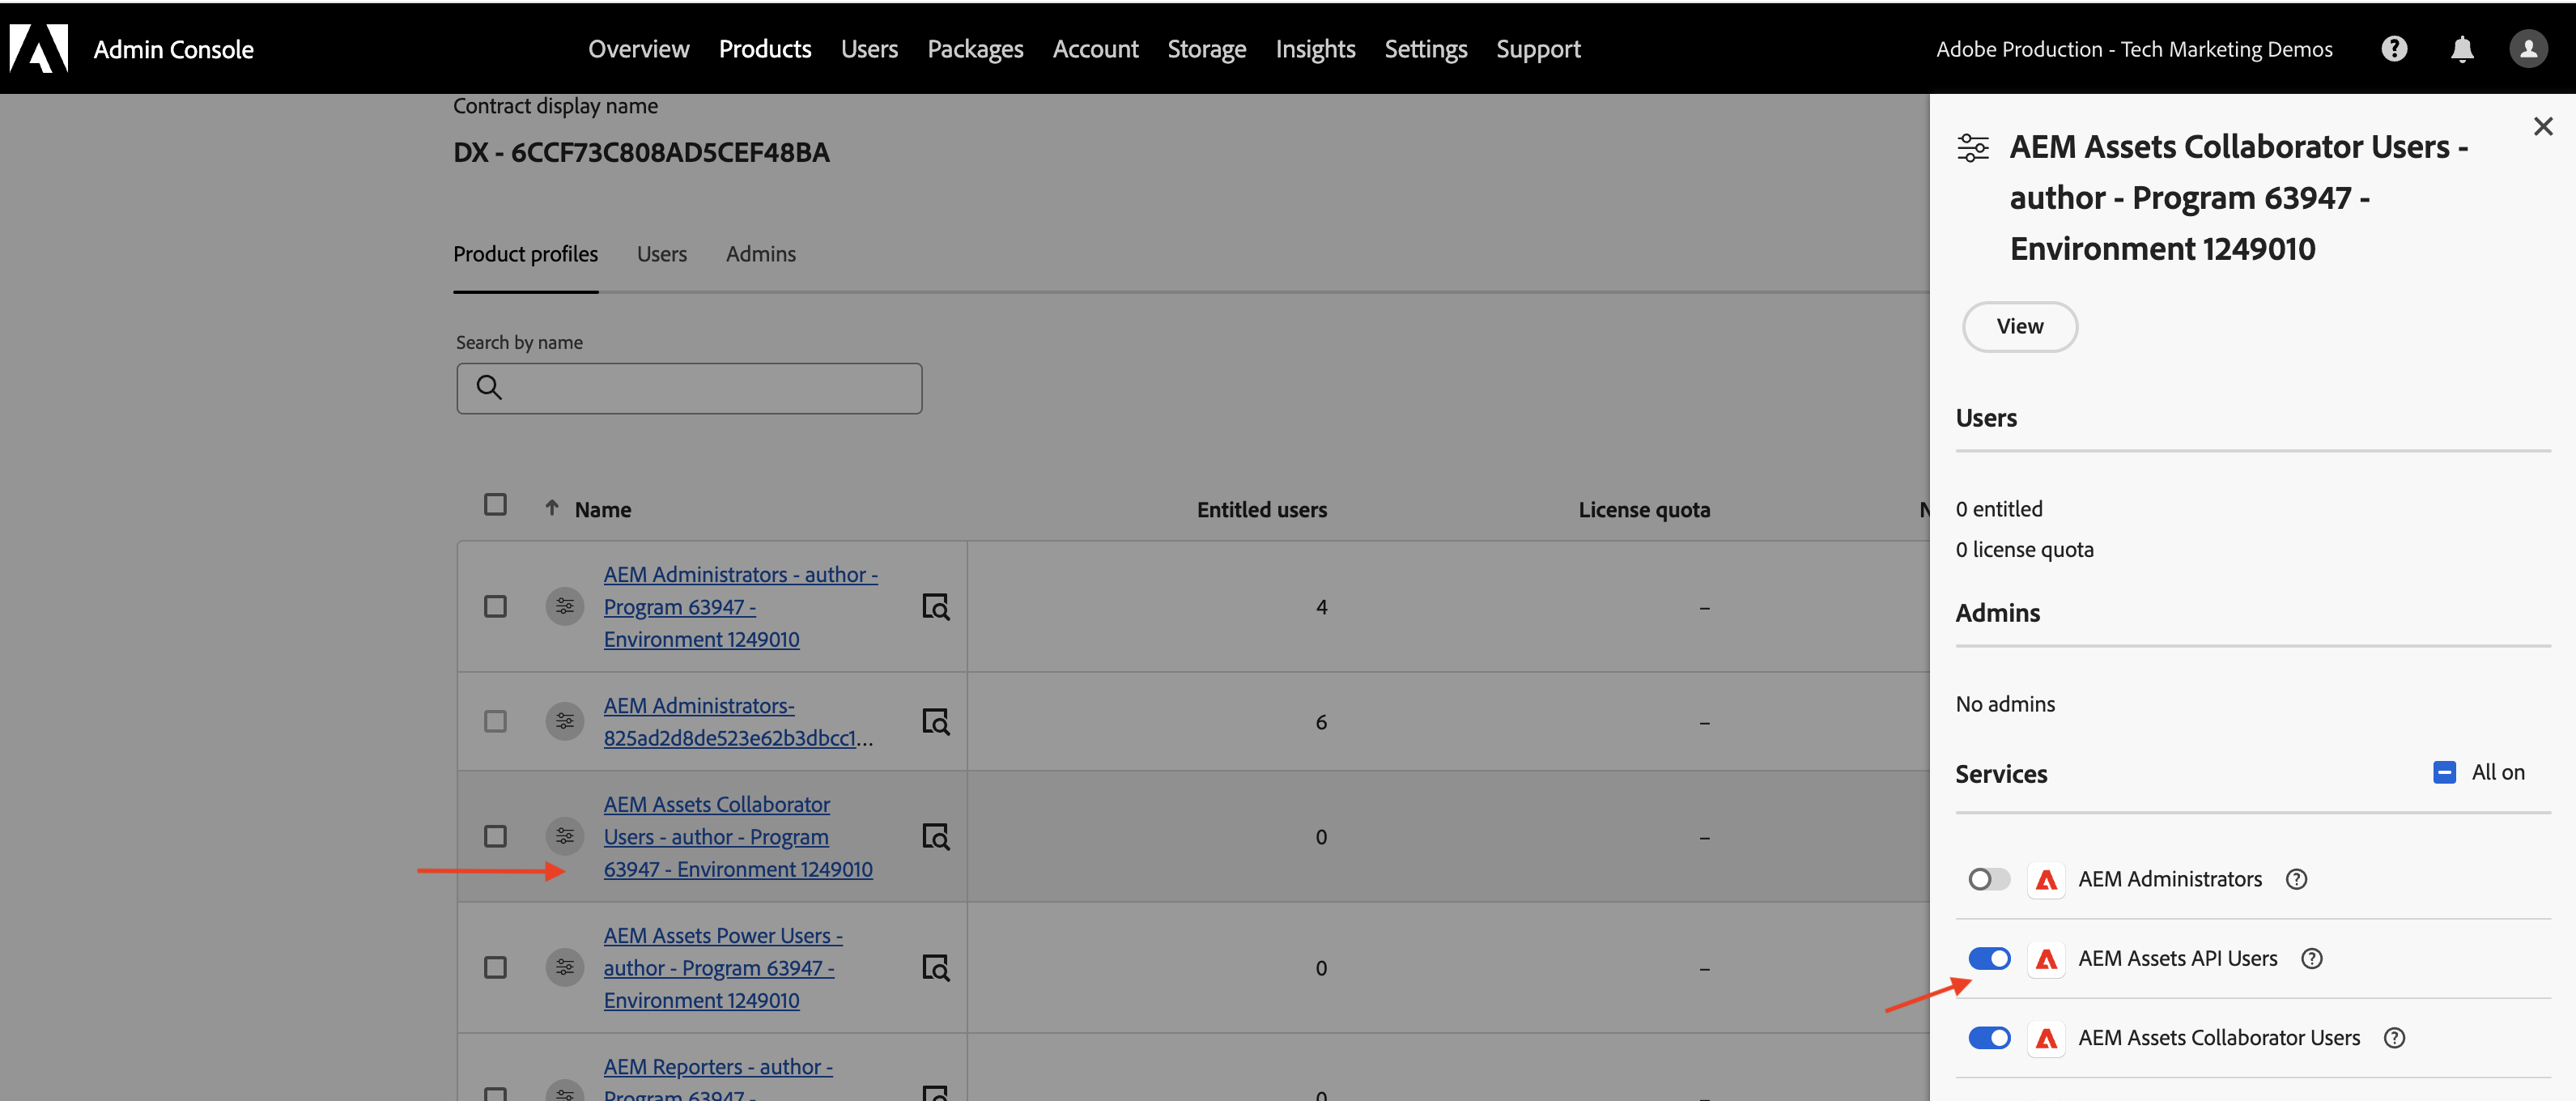 Admin Console
Overview Products Users Packages Account Storage Insights Settings Support
Adobe Production - Tech Marketing Demos
Contract display name
DX - 6CCF73C808AD5CEF48BA
Product profiles Users Admins
Search by name
Name Entitled users License quota
AEM Administrators - author -
Program 63947 -
Environment 1249010
4 –
AEM Administrators-
825ad2d8de523e62b3dbcc1...
6 –
AEM Assets Collaborator
Users - author - Program
63947 - Environment 1249010
0 –
AEM Assets Power Users -
author - Program 63947 -
Environment 1249010
0 –
AEM Reporters - author -
Program 63947 -
0 –
AEM Assets Collaborator Users -
author - Program 63947 -
Environment 1249010
View
Users
0 entitled
0 license quota
Admins
No admins
Services All on
AEM Administrators
AEM Assets API Users
AEM Assets Collaborator Users